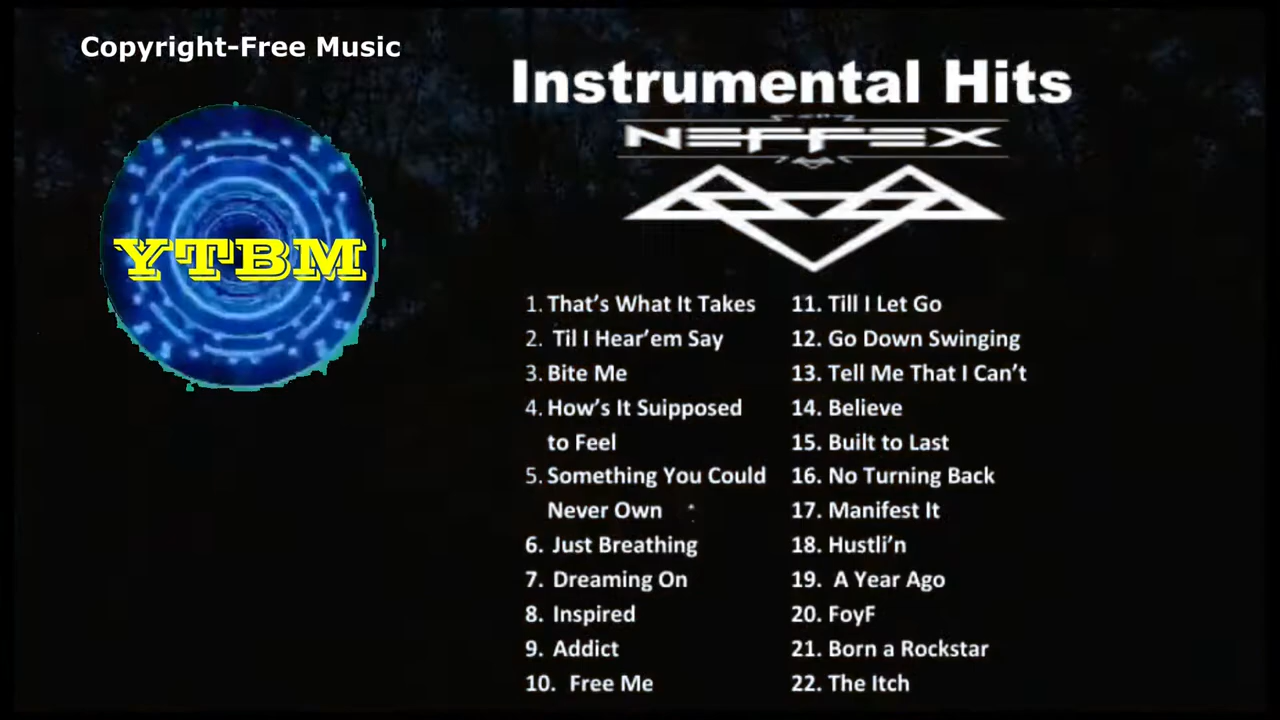 Copyright-Free Music
YTBM
Instrumental Hits
NEFFEX
1. That's What It Takes
2. Til I Hear'em Say
3. Bite Me
4. How's It Suipposed
to Feel
5. Something You Could
Never Own
6. Just Breathing
7. Dreaming On
8. Inspired
9. Addict
10. Free Me
11. Till I Let Go
12. Go Down Swinging
13. Tell Me That I Can't
14. Believe
15. Built to Last
16. No Turning Back
17. Manifest It
18. Hustli'n
19. A Year Ago
20. FoyF
21. Born a Rockstar
22. The Itch